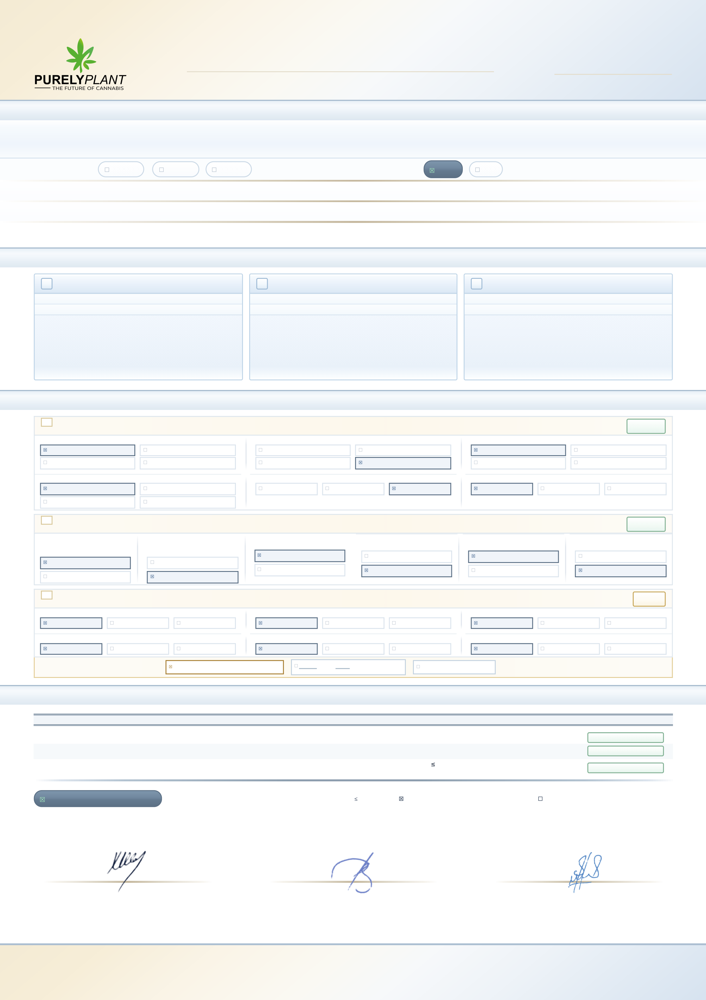 PURELYPLANT
THE FUTURE OF CANNABIS
☐ ☐ ☐ ☒ ☐
☒ ☐ ☐ ☐ ☒ ☐
☐ ☐ ☐ ☒ ☐ ☐
☒ ☐ ☐ ☐ ☒ ☒ ☐ ☐
☐ ☐
☒ ☐ ☒ ☐ ☒ ☐
☐ ☒ ☐ ☒ ☐ ☒
☒ ☐ ☐ ☒ ☐ ☐ ☒ ☐ ☐
☒ ☐ ☐ ☒ ☐ ☐ ☒ ☐ ☐
☒ ☐ ☐
≤
☒ ≤ ☒ ☐